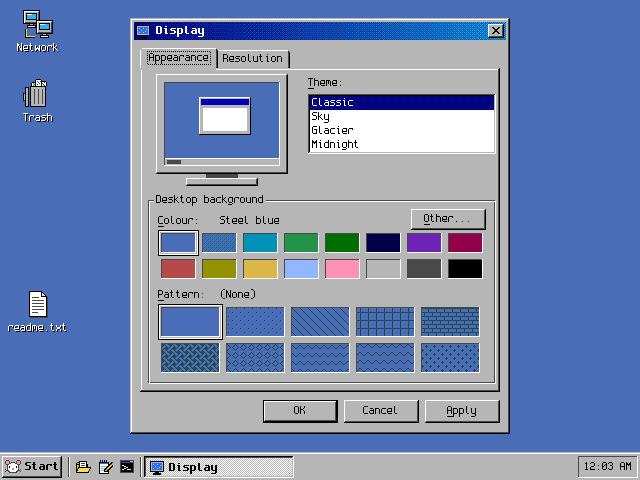 Network
Trash
readme.txt
Display
Appearance
Resolution
Theme:
Classic
Sky
Glacier
Midnight
Desktop background
Colour: Steel blue
Other...
Pattern: (None)
OK
Cancel
Apply
Start
Display
12:03 AM